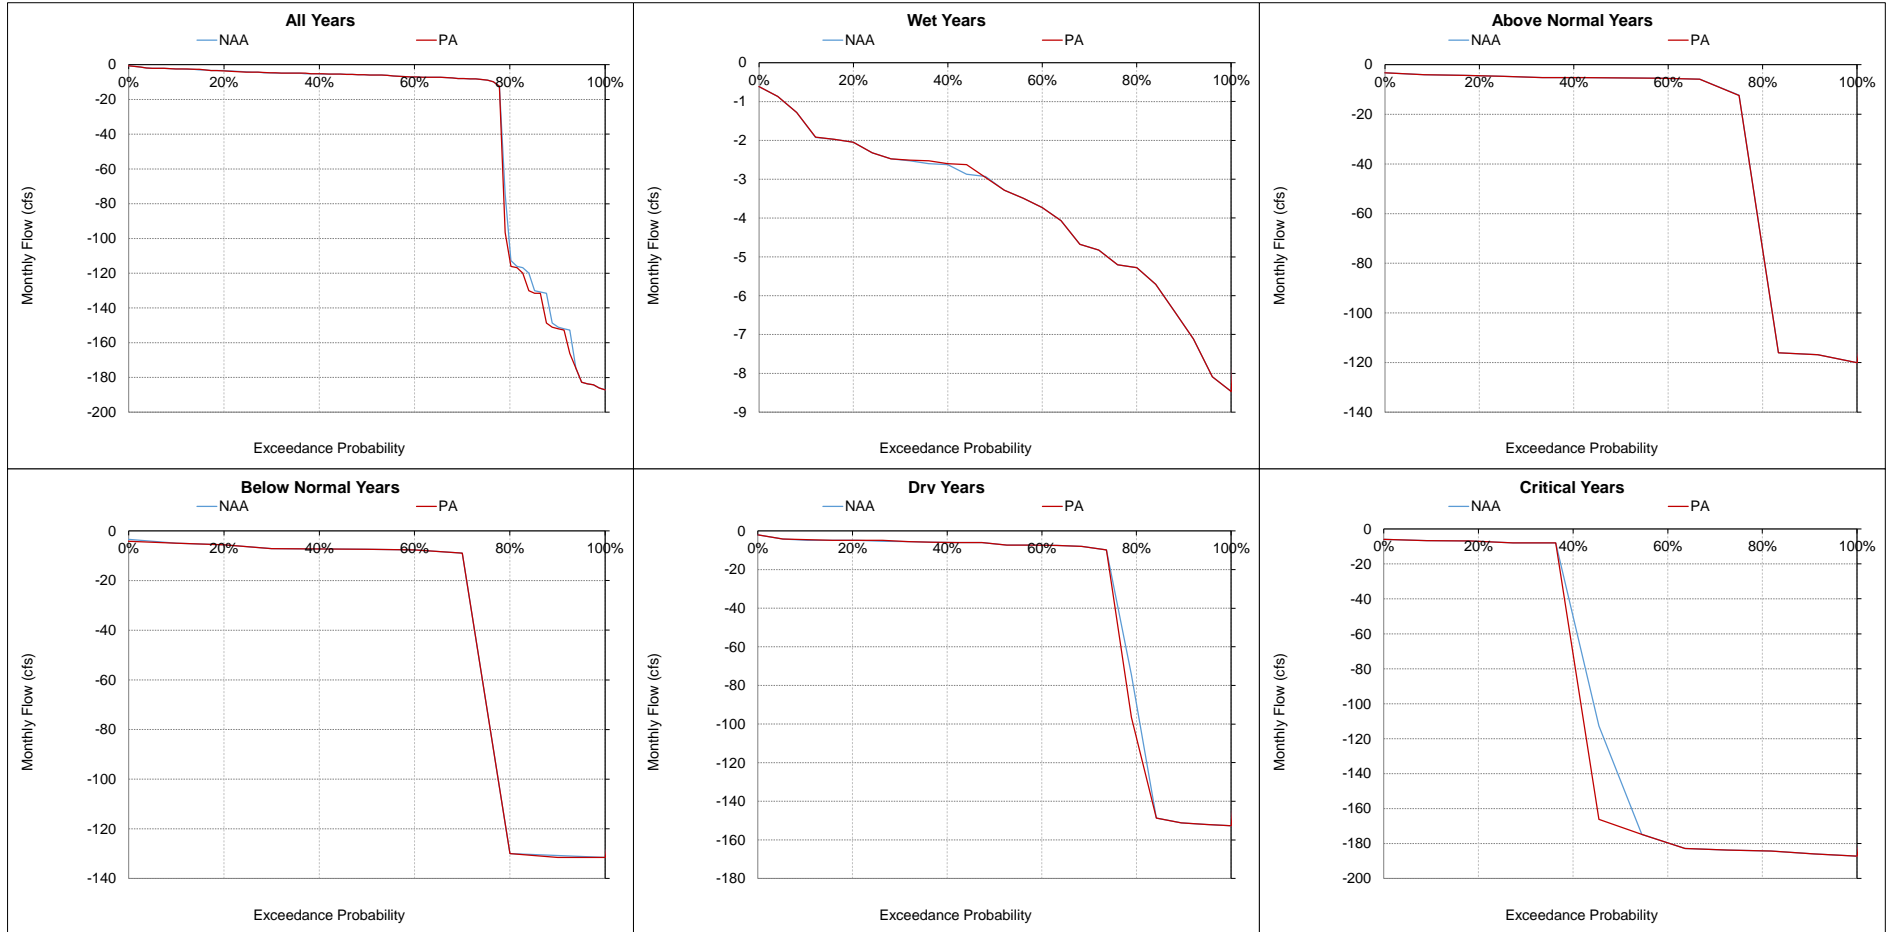 All Years
NAA PA
0
-20
-40
-60
-80
-100
-120
-140
-160
-180
-200
0% 20% 40% 60% 80% 100%
Monthly Flow (cfs)
Exceedance Probability
Wet Years
NAA PA
0
-1
-2
-3
-4
-5
-6
-7
-8
-9
0% 20% 40% 60% 80% 100%
Monthly Flow (cfs)
Exceedance Probability
Above Normal Years
NAA PA
0
-20
-40
-60
-80
-100
-120
-140
0% 20% 40% 60% 80% 100%
Monthly Flow (cfs)
Exceedance Probability
Below Normal Years
NAA PA
0
-20
-40
-60
-80
-100
-120
-140
0% 20% 40% 60% 80% 100%
Monthly Flow (cfs)
Exceedance Probability
Dry Years
NAA PA
0
-20
-40
-60
-80
-100
-120
-140
-160
-180
0% 20% 40% 60% 80% 100%
Monthly Flow (cfs)
Exceedance Probability
Critical Years
NAA PA
0
-20
-40
-60
-80
-100
-120
-140
-160
-180
-200
0% 20% 40% 60% 80% 100%
Monthly Flow (cfs)
Exceedance Probability